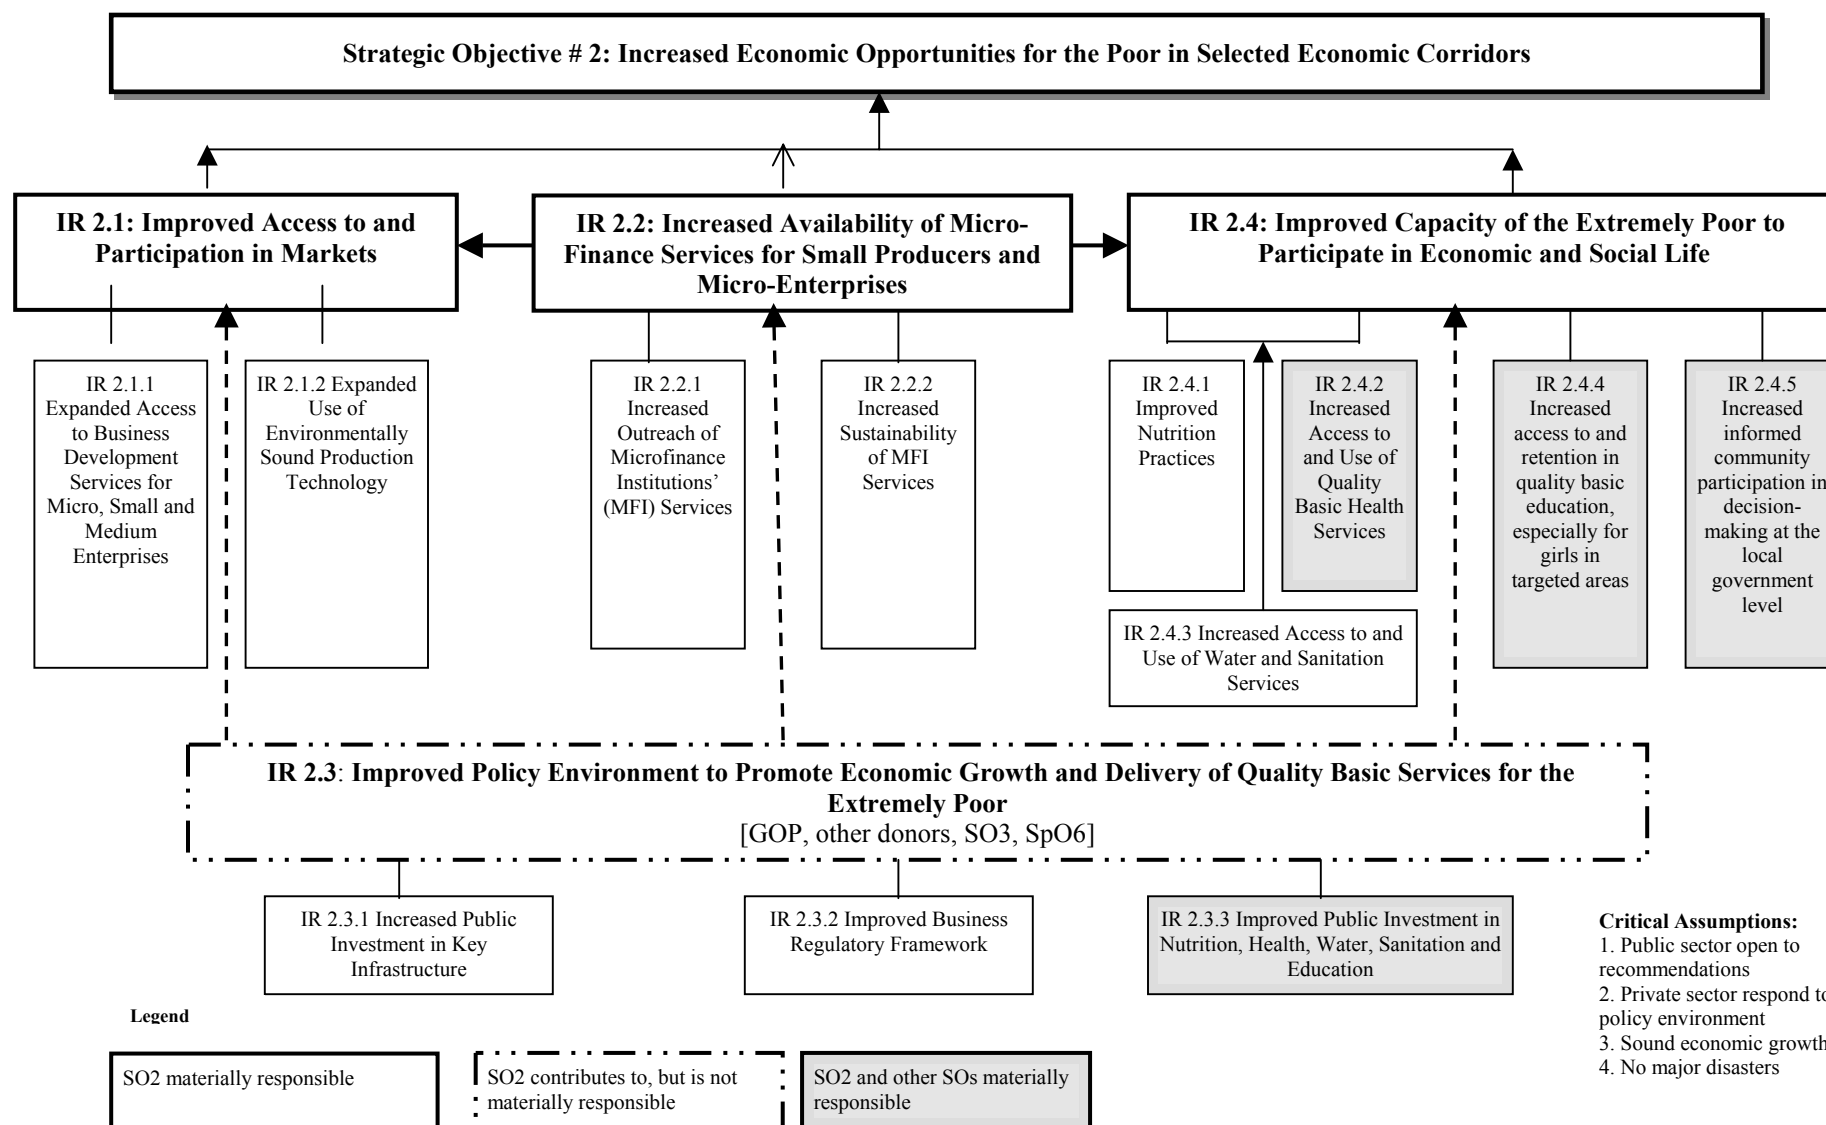 Strategic Objective # 2: Increased Economic Opportunities for the Poor in Selected Economic Corridors
IR 2.1: Improved Access to and
Participation in Markets
IR 2.2: Increased Availability of Micro-
Finance Services for Small Producers and
Micro-Enterprises
IR 2.4: Improved Capacity of the Extremely Poor to
Participate in Economic and Social Life
IR 2.1.1
Expanded Access
to Business
Development
Services for
Micro, Small and
Medium
Enterprises
IR 2.1.2 Expanded
Use of
Environmentally
Sound Production
Technology
IR 2.2.1
Increased
Outreach of
Microfinance
Institutions’
(MFI) Services
IR 2.2.2
Increased
Sustainability
of MFI
Services
IR 2.4.1
Improved
Nutrition
Practices
IR 2.4.2
Increased
Access to
and Use of
Quality
Basic Health
Services
IR 2.4.4
Increased
access to and
retention in
quality basic
education,
especially for
girls in
targeted areas
IR 2.4.5
Increased
informed
community
participation in
decision-
making at the
local
government
level
IR 2.4.3 Increased Access to and
Use of Water and Sanitation
Services
IR 2.3: Improved Policy Environment to Promote Economic Growth and Delivery of Quality Basic Services for the
Extremely Poor
[GOP, other donors, SO3, SpO6]
IR 2.3.1 Increased Public
Investment in Key
Infrastructure
IR 2.3.2 Improved Business
Regulatory Framework
IR 2.3.3 Improved Public Investment in
Nutrition, Health, Water, Sanitation and
Education
Critical Assumptions:
1. Public sector open to
recommendations
2. Private sector respond to
policy environment
3. Sound economic growth
4. No major disasters
Legend
SO2 materially responsible
SO2 contributes to, but is not
materially responsible
SO2 and other SOs materially
responsible